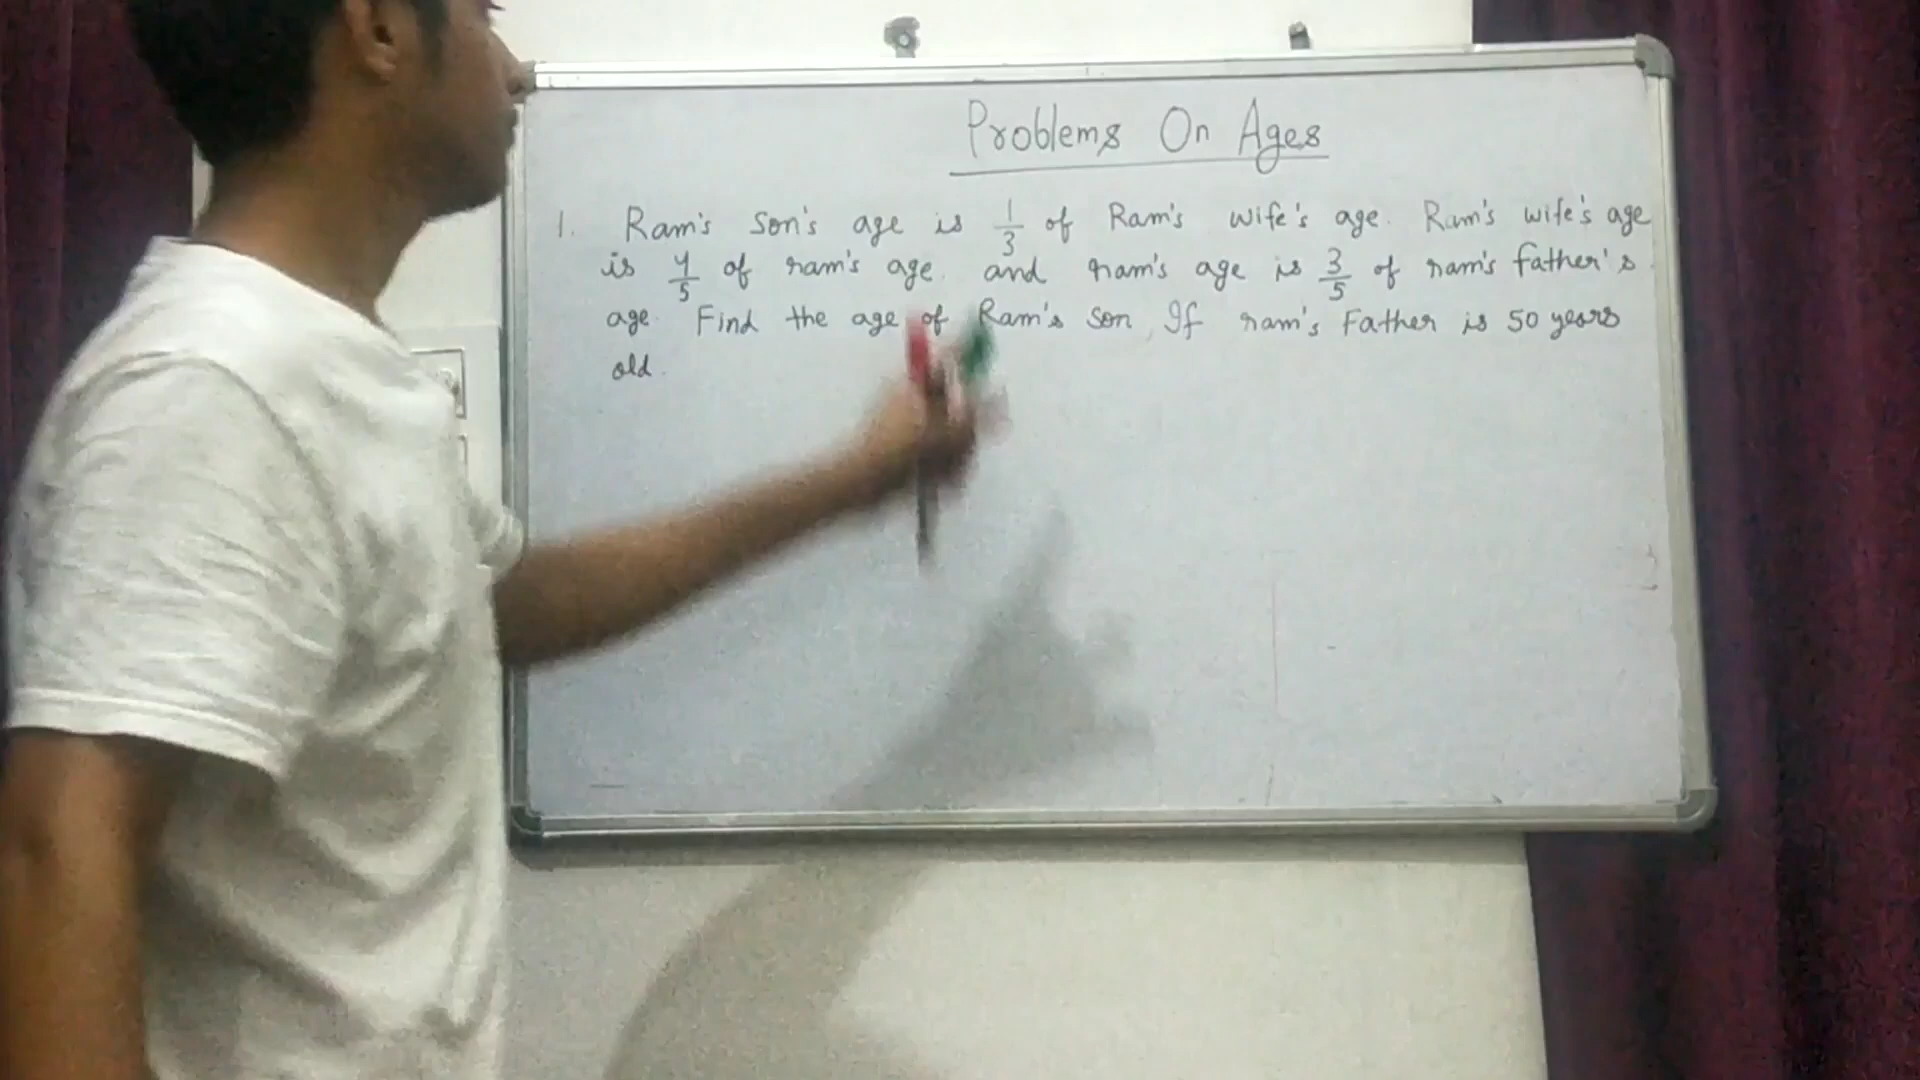 Problems On Ages
1. Ram's Son's age is 1/3 of Ram's wife's age. Ram's wife's age
is 4/5 of ram's age. and ram's age is 3/5 of ram's father's
age. Find the age of Ram's son, If ram's Father is 50 years
old.